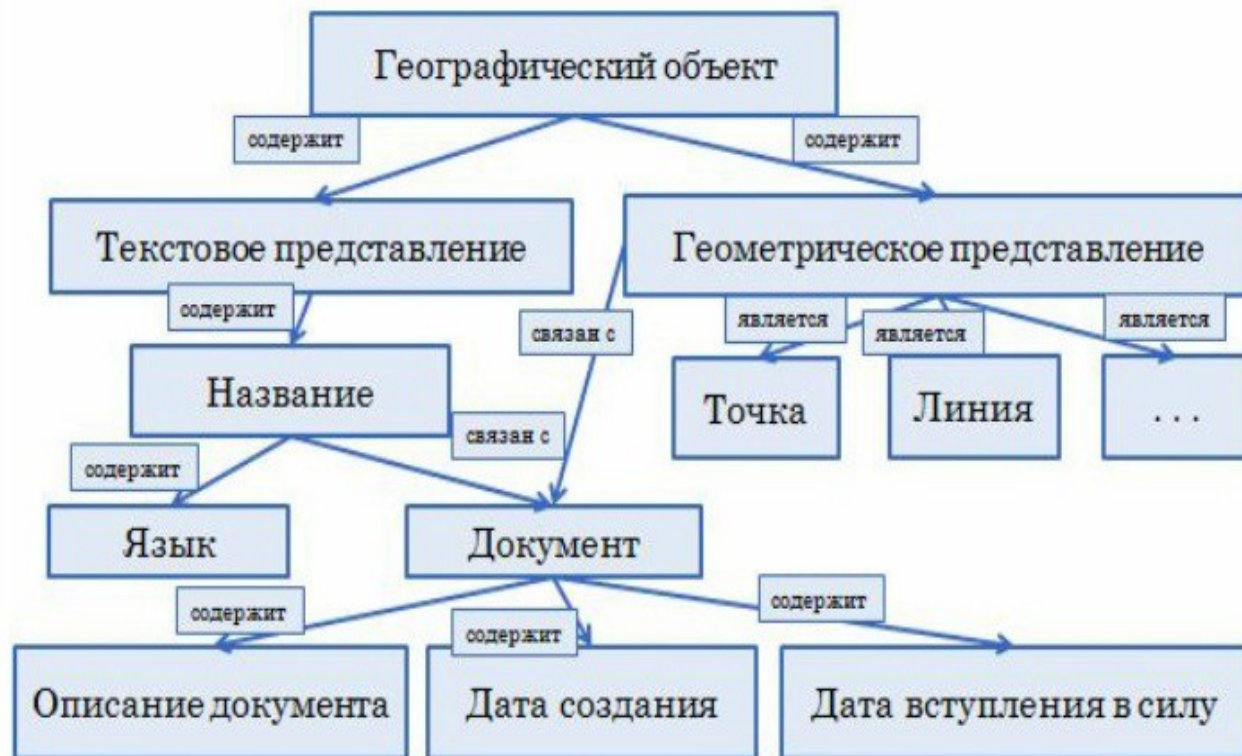 Географический объект
содержит
содержит
Текстовое представление
Геометрическое представление
содержит
связан с
является
является
является
Название
Точка
Линия
. . .
содержит
связан с
Язык
Документ
содержит
содержит
содержит
Описание документа
Дата создания
Дата вступления в силу